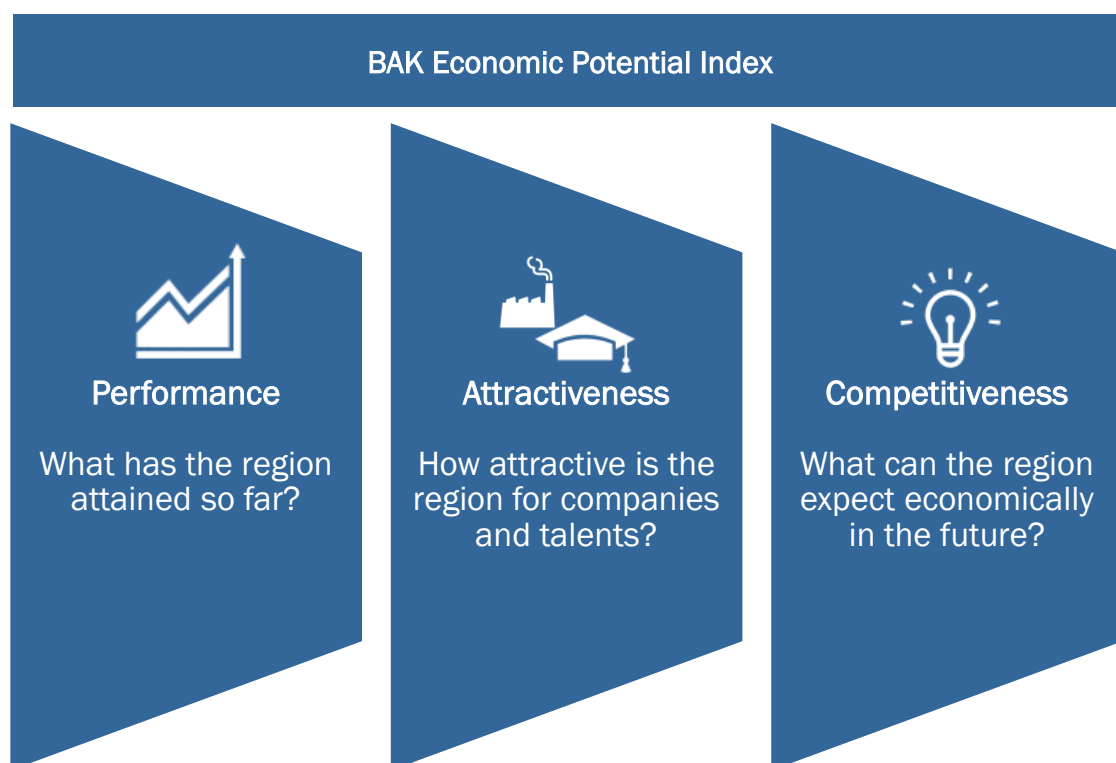 BAK Economic Potential Index
Performance
What has the region
attained so far?
Attractiveness
How attractive is the
region for companies
and talents?
Competitiveness
What can the region
expect economically
in the future?